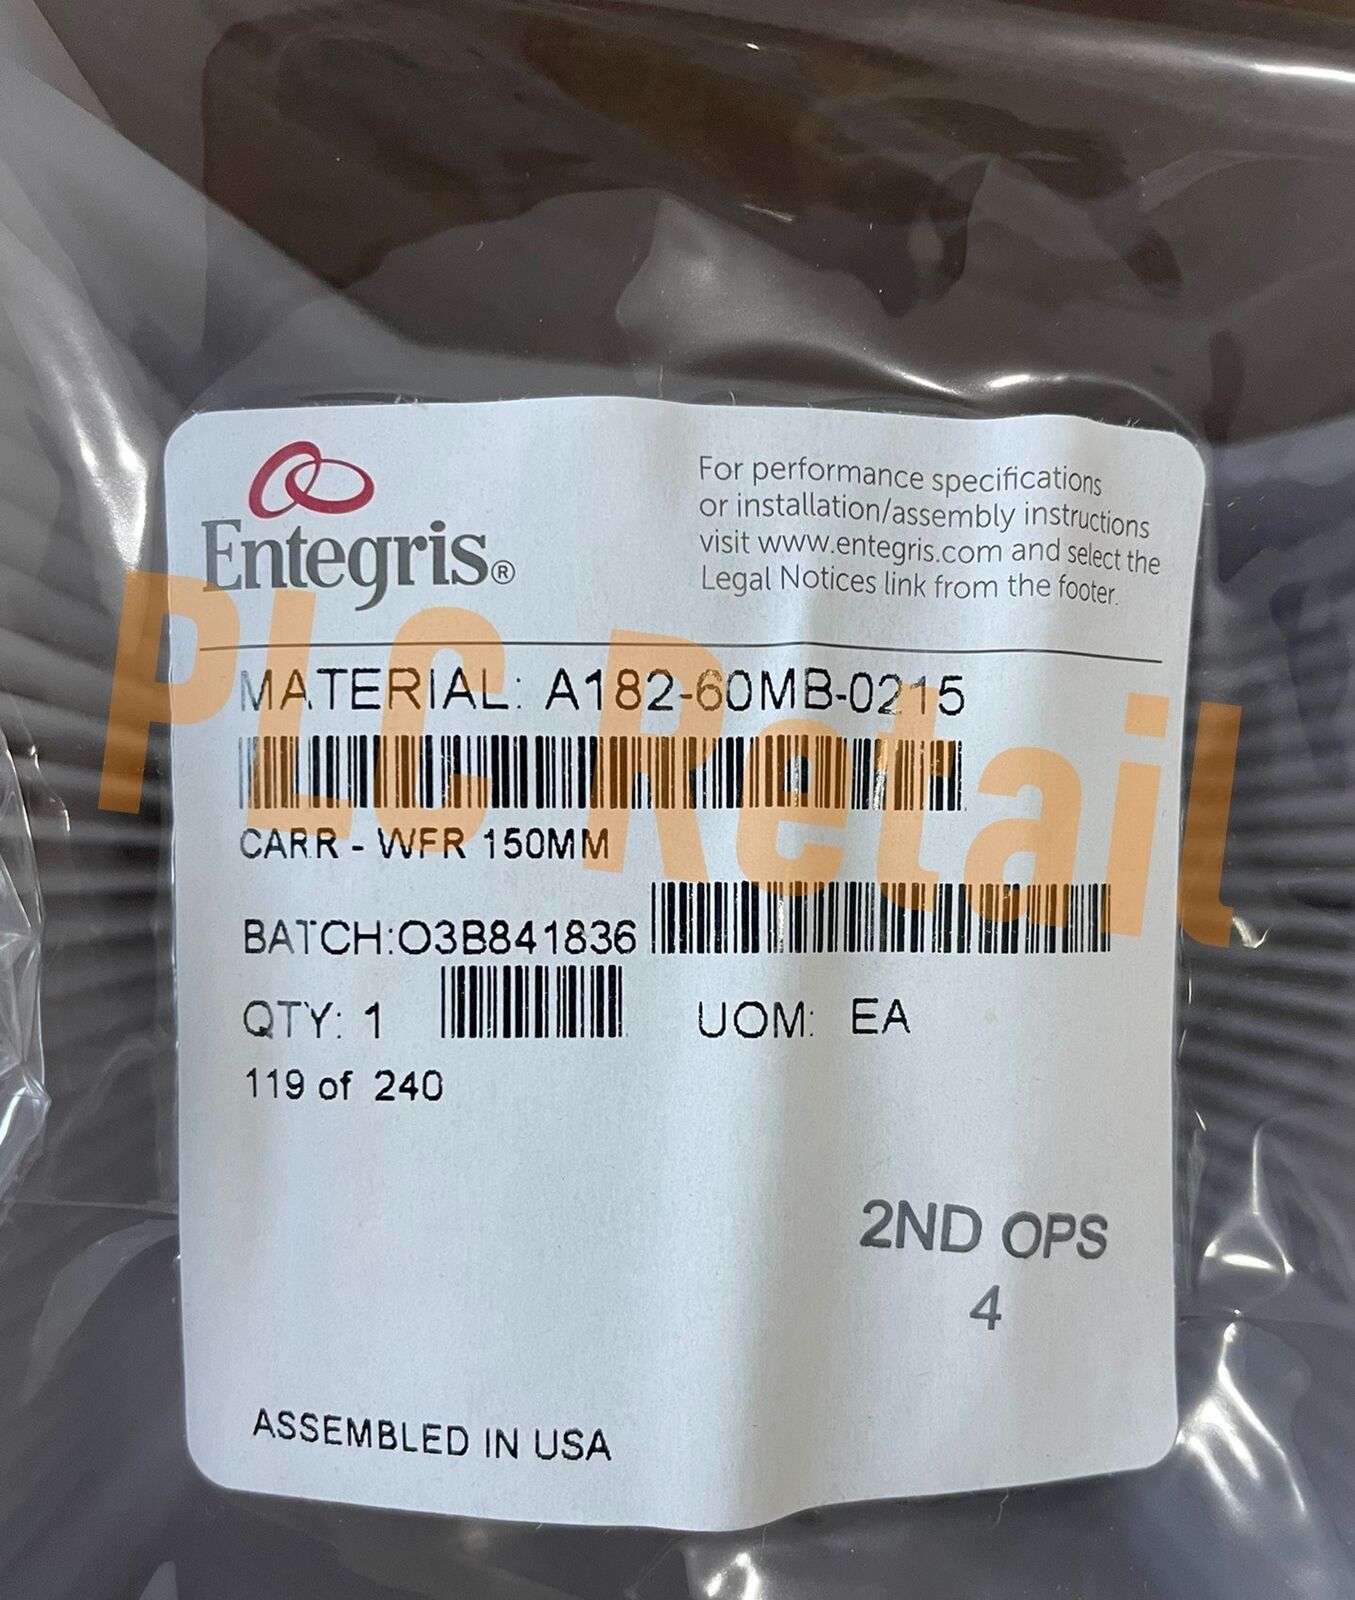 Entegris®
For performance specifications
or installation/assembly instructions
visit www.entegris.com and select the
Legal Notices link from the footer.
MATERIAL: A182-60MB-0215
CARR - WFR 150MM
BATCH:O3B841836
QTY: 1 UOM: EA
119 of 240
2ND OPS
4
ASSEMBLED IN USA
PLC Retail